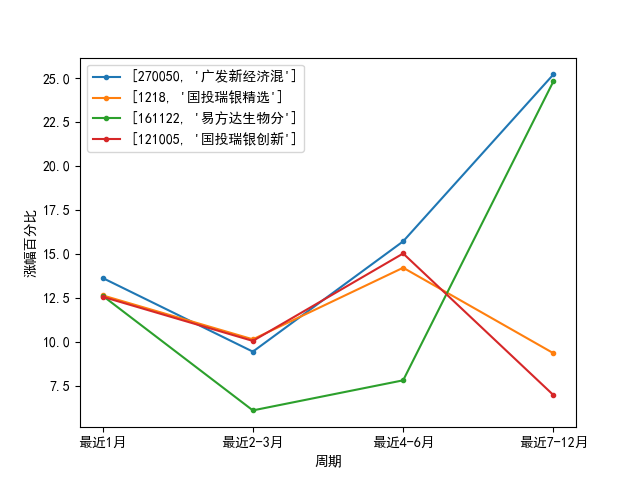 [270050, '广发新经济混']
[1218, '国投瑞银精选']
[161122, '易方达生物分']
[121005, '国投瑞银创新']
25.0
22.5
20.0
17.5
15.0
12.5
10.0
7.5
涨幅百分比
最近1月
最近2-3月
最近4-6月
最近7-12月
周期